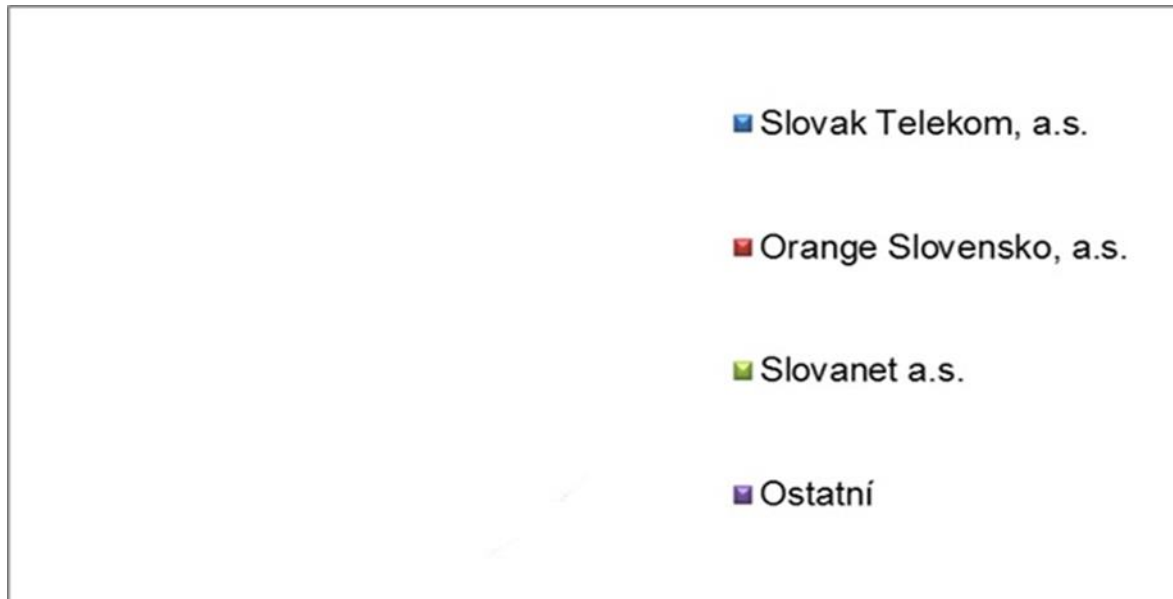 Slovak Telekom, a.s.
Orange Slovensko, a.s.
Slovanet a.s.
Ostatní